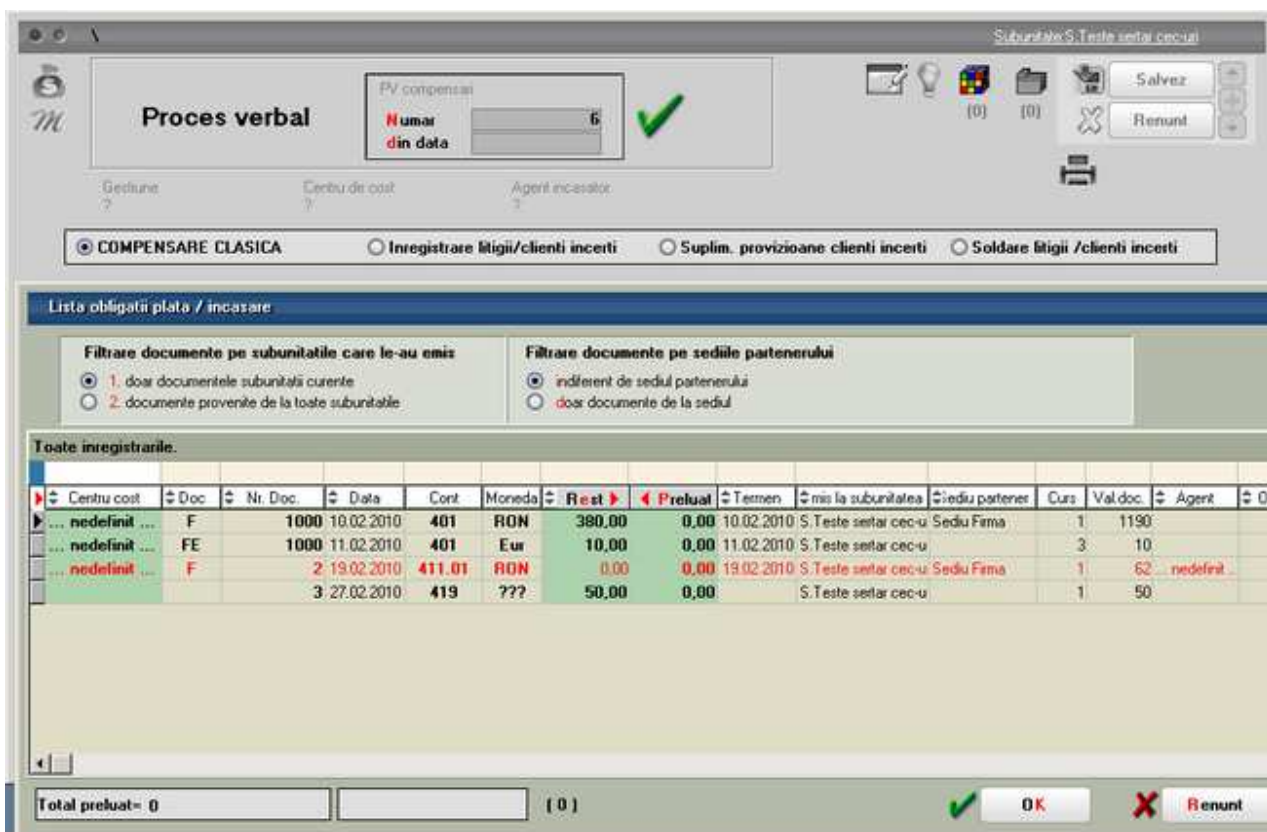 \ Subunitate:S.Teste sertar cec-uri
Proces verbal
PV compensari
Numar 6
din data
(0) (0)
Salvez
Renunt
Gestiune Centru de cost Agent incasator
? ? ?
COMPENSARE CLASICA Inregistrare litigii/clienti incerti Suplim. provizioane clienti incerti Soldare litigii /clienti incerti
Lista obligatii plata / incasare
Filtrare documente pe subunitatile care le-au emis Filtrare documente pe sediile partenerului
1. doar documentele subunitatii curente indiferent de sediul partenerului
2. documente provenite de la toate subunitatile doar documente de la sediul
Toate inregistrarile.
Centru cost Doc Nr. Doc. Data Cont Moneda Rest Preluat Termen mis la subunitatea Sediu partener Curs Val.doc. Agent O
... nedefinit ... F 1000 10.02.2010 401 RON 380,00 0,00 10.02.2010 S.Teste sertar cec-u Sediu Firma 1 1190
... nedefinit ... FE 1000 11.02.2010 401 Eur 10,00 0,00 11.02.2010 S.Teste sertar cec-u 3 10
... nedefinit ... F 2 19.02.2010 411.01 RON 0,00 0,00 19.02.2010 S.Teste sertar cec-u Sediu Firma 1 62 .. nedefinit ..
3 27.02.2010 419 ??? 50,00 0,00 S.Teste sertar cec-u 1 50
Total preluat= 0 ( 0 ) OK Renunt